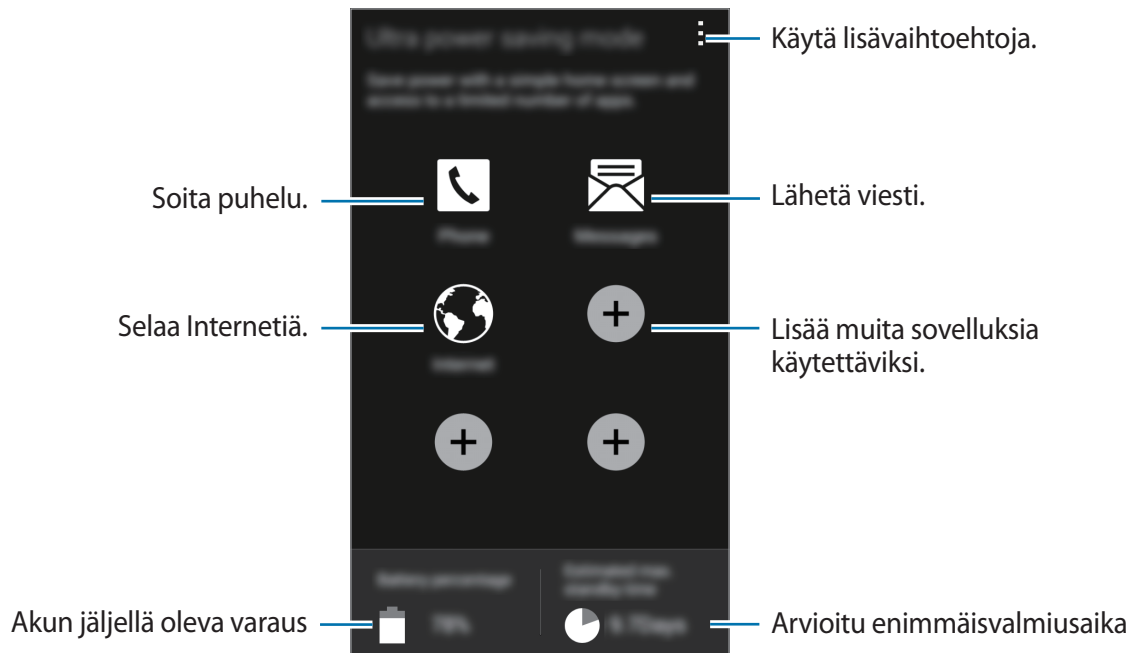 Ultra power saving mode
Käytä lisävaihtoehtoja.
Save power with a simple home screen and
access to a limited number of apps.
Soita puhelu.
Lähetä viesti.
Phone
Messages
Selaa Internetiä.
Lisää muita sovelluksia
käytettäviksi.
Internet
Battery percentage
Estimated max.
standby time
Akun jäljellä oleva varaus
78%
Arvioitu enimmäisvalmiusaika